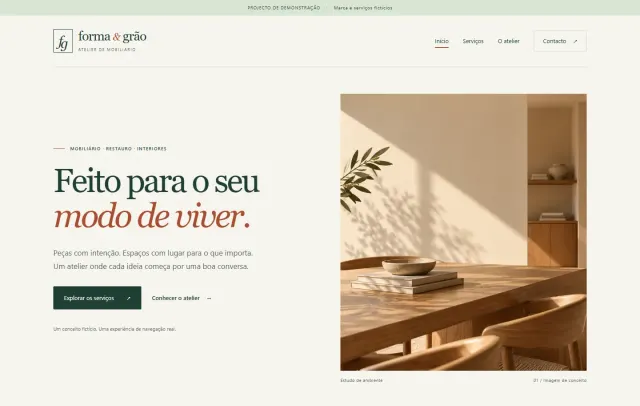 PROJECTO DE DEMONSTRAÇÃO Marca e serviços fictícios
fg
forma & grão
ATELIER DE MOBILIÁRIO
Início Serviços O atelier Contacto ↗
MOBILIÁRIO · RESTAURO · INTERIORES
Feito para o seu
modo de viver.
Peças com intenção. Espaços com lugar para o que importa.
Um atelier onde cada ideia começa por uma boa conversa.
Explorar os serviços ↗ Conhecer o atelier →
Um conceito fictício. Uma experiência de navegação real.
Estudo de ambiente 01 / Imagem de conceito